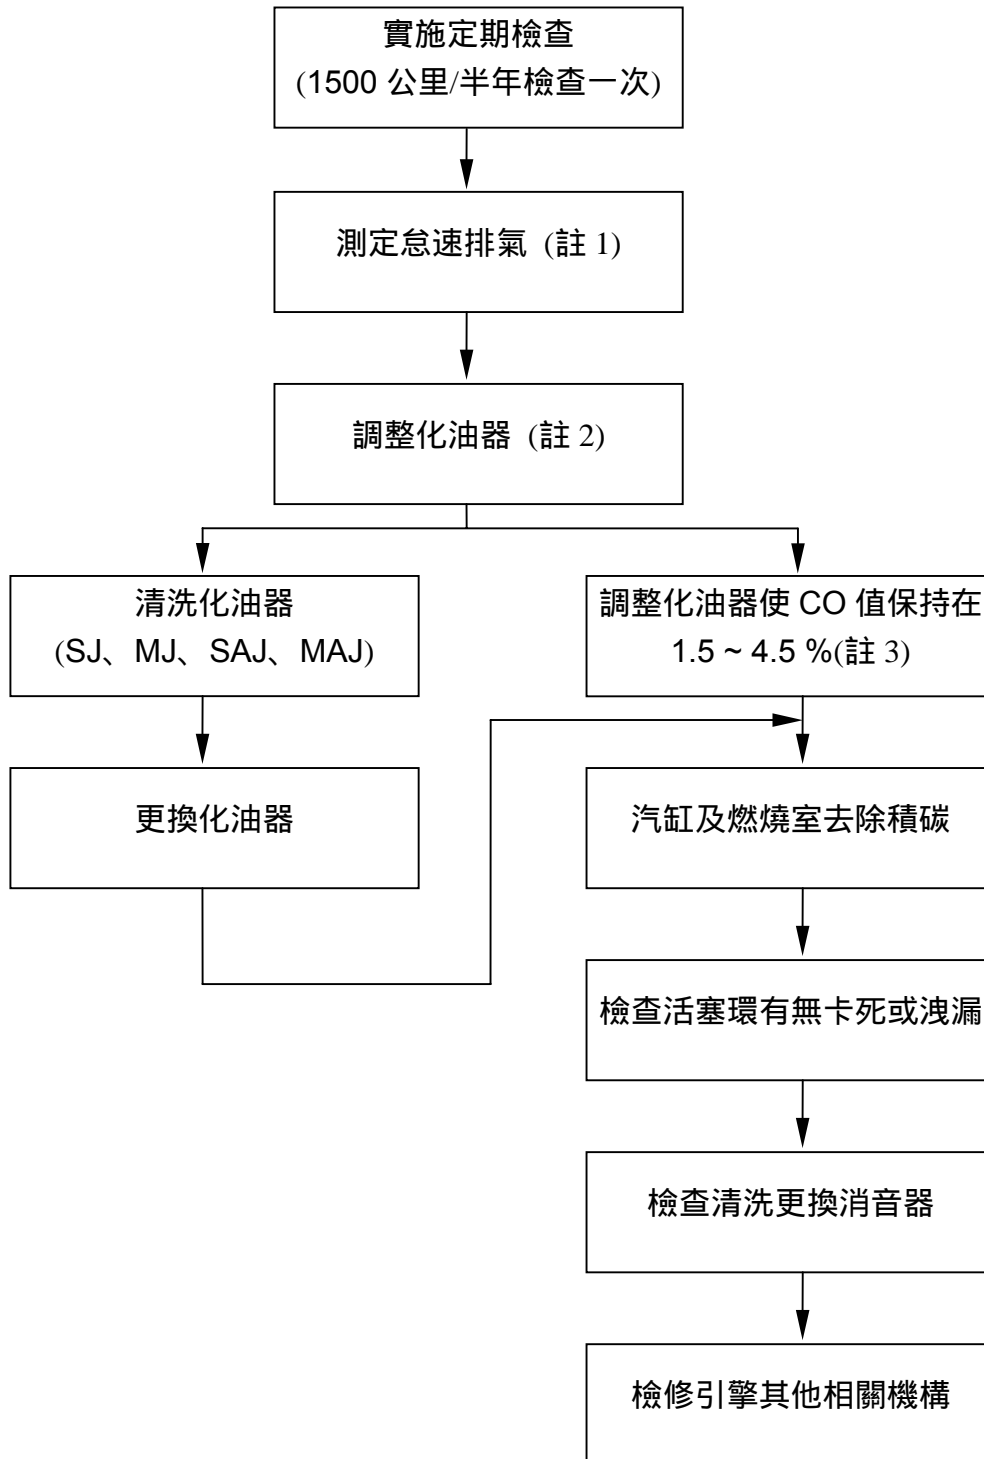 實施定期檢查
(1500 公里/半年檢查一次)
測定怠速排氣 (註 1)
調整化油器 (註 2)
清洗化油器
(SJ、MJ、SAJ、MAJ)
調整化油器使 CO 值保持在
1.5 ~ 4.5 %(註 3)
更換化油器
汽缸及燃燒室去除積碳
檢查活塞環有無卡死或洩漏
檢查清洗更換消音器
檢修引擎其他相關機構